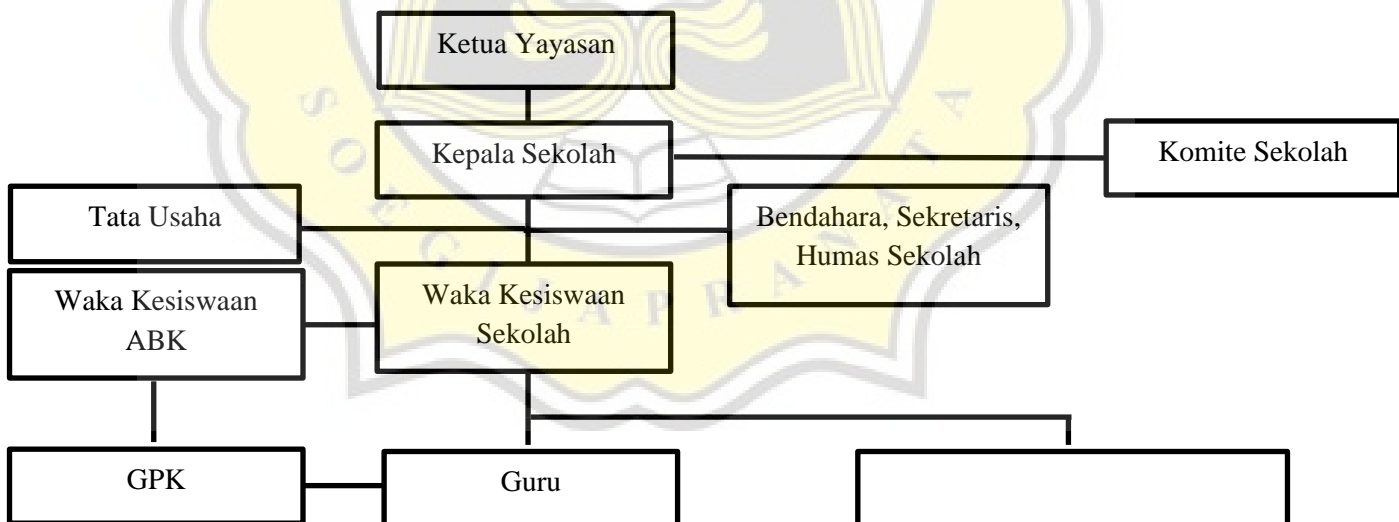 Ketua Yayasan
Kepala Sekolah
Komite Sekolah
Tata Usaha
Bendahara, Sekretaris,
Humas Sekolah
Waka Kesiswaan
ABK
Waka Kesiswaan
Sekolah
GPK
Guru
SOEGIJAPRANATA